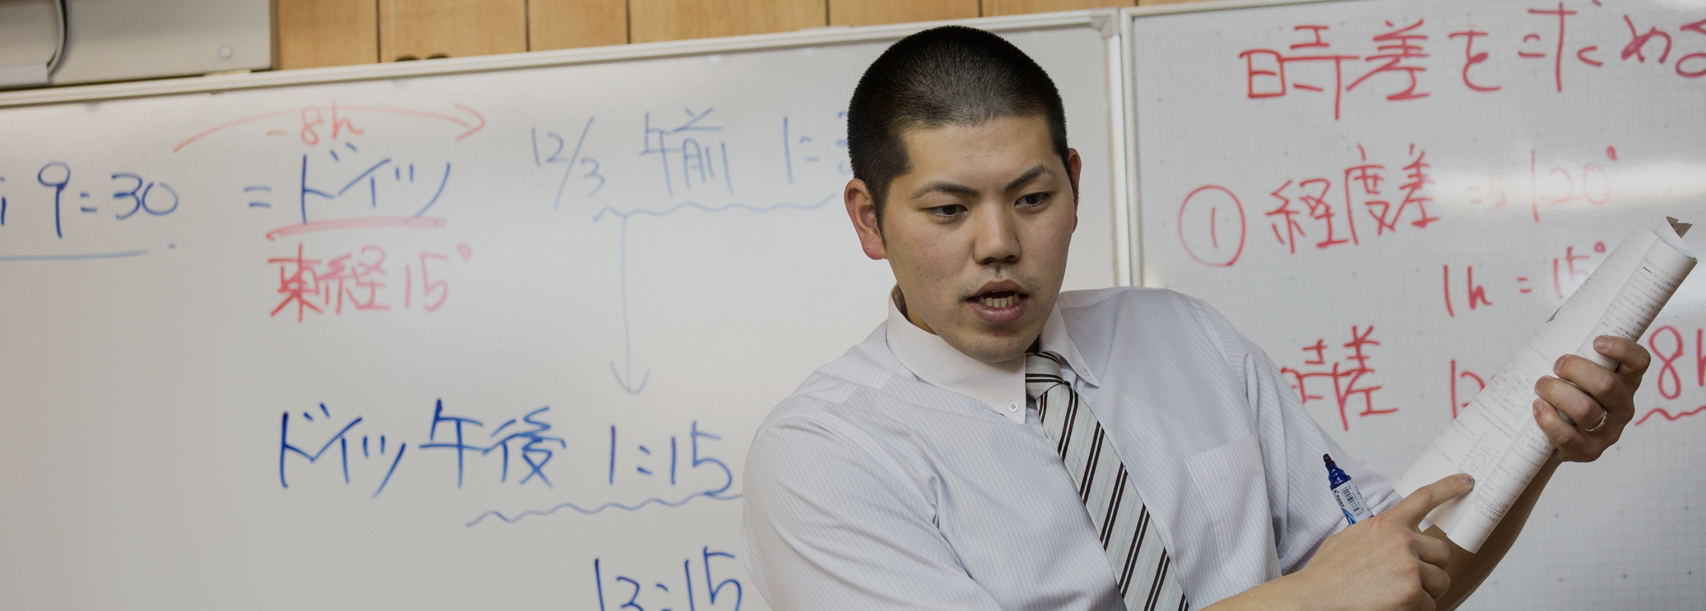 -8h
9:30 = ドイツ 12/3 午前 1:
東経15°
ドイツ午後 1:15
13:15
時差を求める
① 経度差 120°
1h = 15°
時差 8h